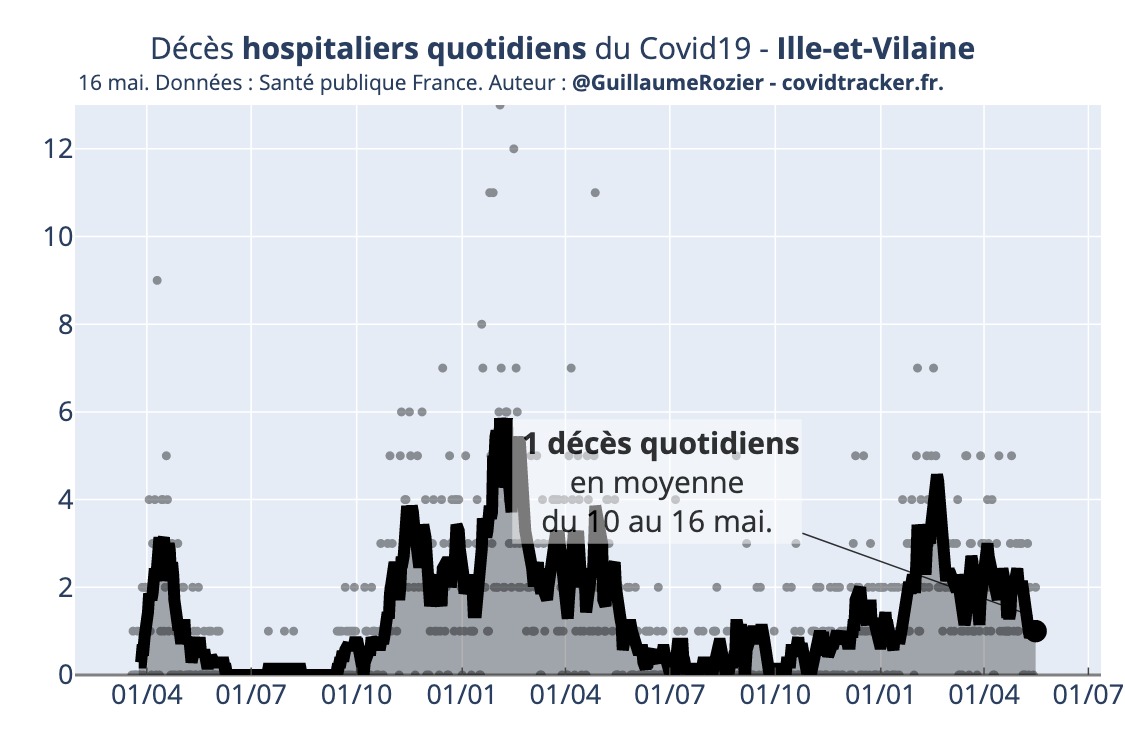 Décès hospitaliers quotidiens du Covid19 - Ille-et-Vilaine
16 mai. Données : Santé publique France. Auteur : @GuillaumeRozier - covidtracker.fr.
12
10
8
6
4
2
0
1 décès quotidiens
en moyenne
du 10 au 16 mai.
01/04 01/07 01/10 01/01 01/04 01/07 01/10 01/01 01/04 01/07